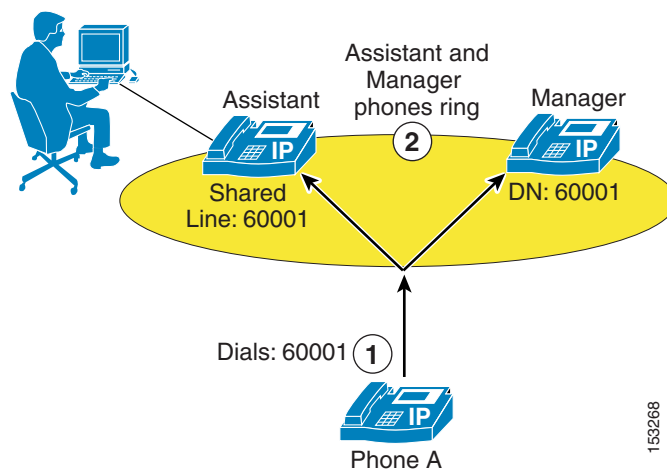 Assistant and
Manager
phones ring
2
Assistant
Manager
IP
IP
Shared
Line: 60001
DN: 60001
Dials: 60001
1
IP
Phone A
153268